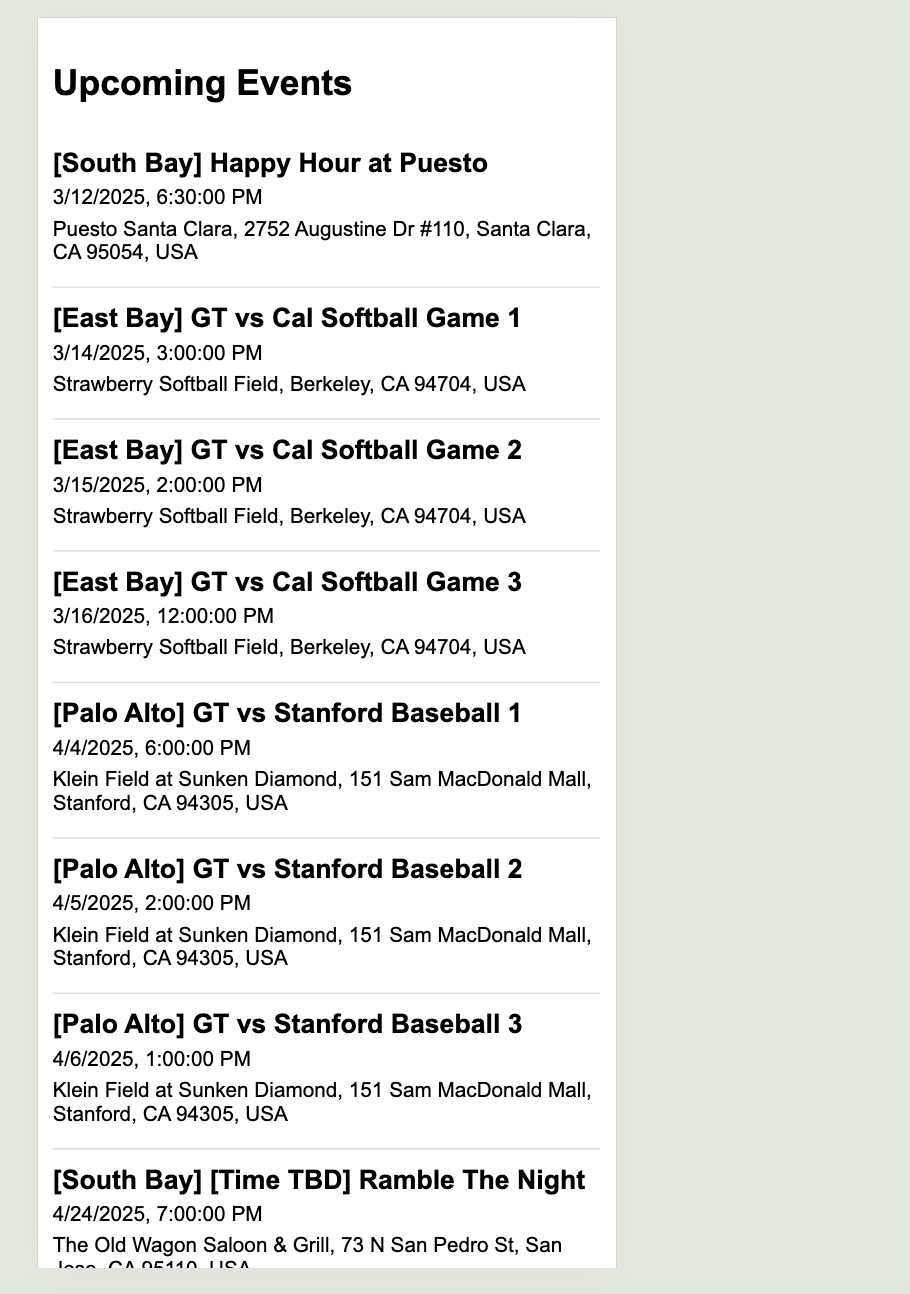 Upcoming Events
[South Bay] Happy Hour at Puesto
3/12/2025, 6:30:00 PM
Puesto Santa Clara, 2752 Augustine Dr #110, Santa Clara,
CA 95054, USA
[East Bay] GT vs Cal Softball Game 1
3/14/2025, 3:00:00 PM
Strawberry Softball Field, Berkeley, CA 94704, USA
[East Bay] GT vs Cal Softball Game 2
3/15/2025, 2:00:00 PM
Strawberry Softball Field, Berkeley, CA 94704, USA
[East Bay] GT vs Cal Softball Game 3
3/16/2025, 12:00:00 PM
Strawberry Softball Field, Berkeley, CA 94704, USA
[Palo Alto] GT vs Stanford Baseball 1
4/4/2025, 6:00:00 PM
Klein Field at Sunken Diamond, 151 Sam MacDonald Mall,
Stanford, CA 94305, USA
[Palo Alto] GT vs Stanford Baseball 2
4/5/2025, 2:00:00 PM
Klein Field at Sunken Diamond, 151 Sam MacDonald Mall,
Stanford, CA 94305, USA
[Palo Alto] GT vs Stanford Baseball 3
4/6/2025, 1:00:00 PM
Klein Field at Sunken Diamond, 151 Sam MacDonald Mall,
Stanford, CA 94305, USA
[South Bay] [Time TBD] Ramble The Night
4/24/2025, 7:00:00 PM
The Old Wagon Saloon & Grill, 73 N San Pedro St, San
Jose, CA 95110, USA